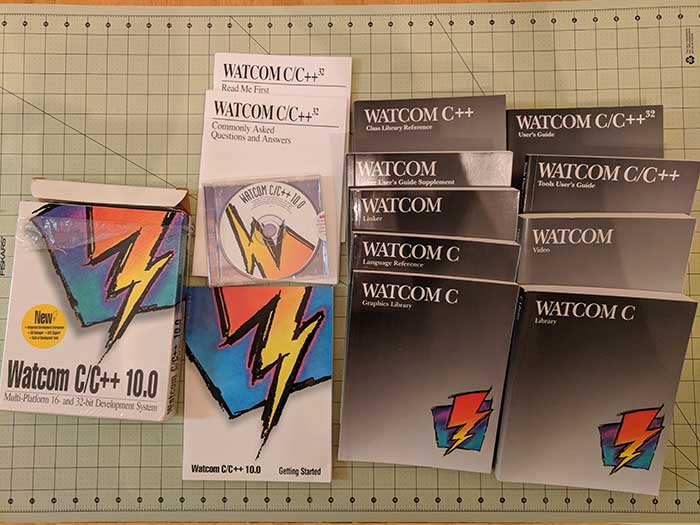 WATCOM C/C++32
Read Me First
WATCOM C/C++32
Commonly Asked
Questions and Answers
WATCOM C/C++ 10.0
New
Watcom C/C++ 10.0
Multi-Platform 16- and 32-bit Development System
Watcom C/C++ 10.0
Watcom C/C++ 10.0 Getting Started
WATCOM C++
Class Library Reference
WATCOM
User's Guide Supplement
WATCOM
Linker
WATCOM C
Language Reference
WATCOM C
Graphics Library
WATCOM C/C++32
User's Guide
WATCOM C/C++
Tools User's Guide
WATCOM
Video
WATCOM C
Library
FISKARS